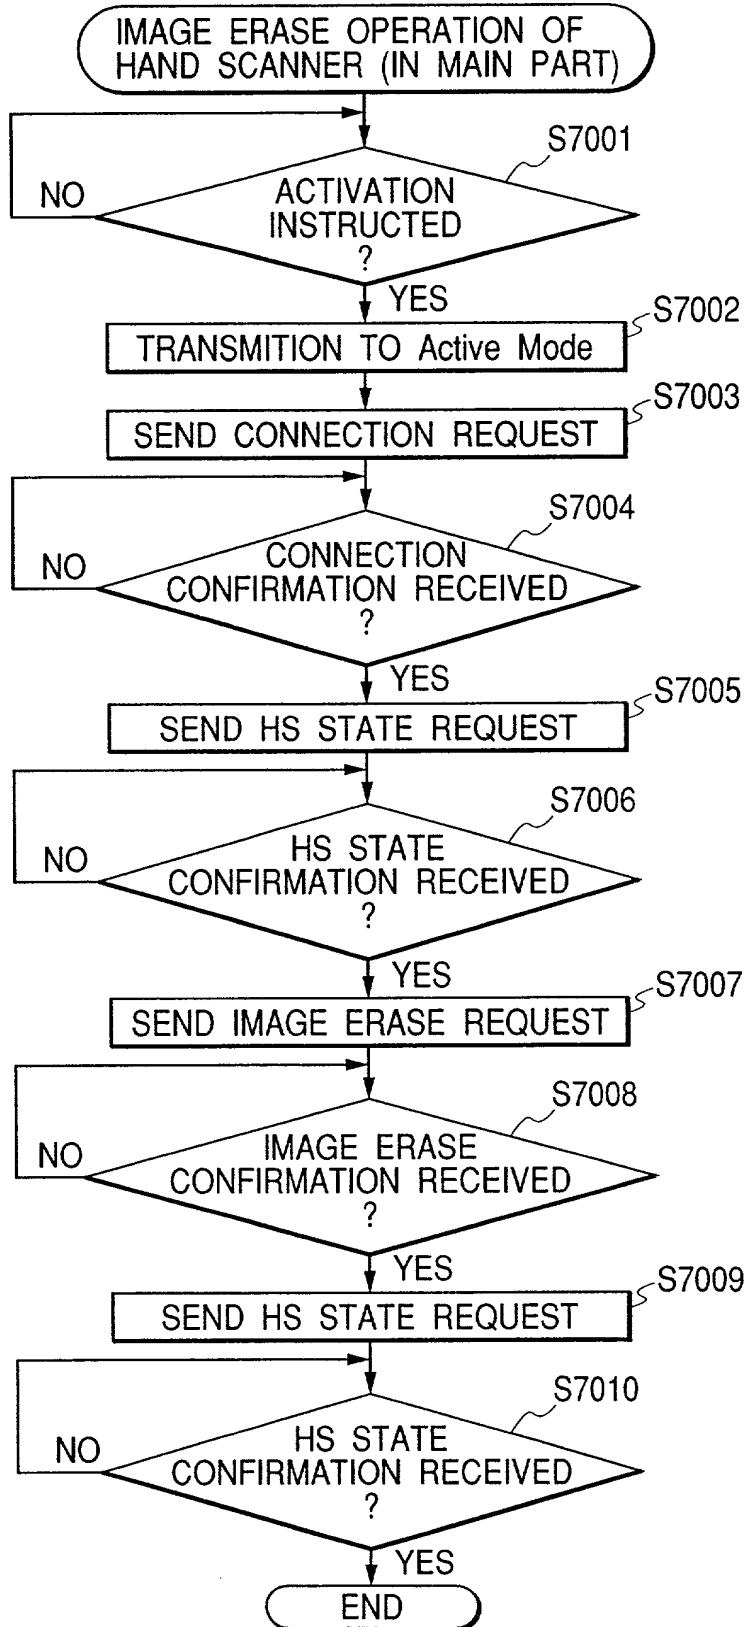 IMAGE ERASE OPERATION OF
HAND SCANNER (IN MAIN PART)
S7001
NO
ACTIVATION
INSTRUCTED
?
YES
S7002
TRANSMITION TO Active Mode
S7003
SEND CONNECTION REQUEST
S7004
NO
CONNECTION
CONFIRMATION RECEIVED
?
YES
S7005
SEND HS STATE REQUEST
S7006
NO
HS STATE
CONFIRMATION RECEIVED
?
YES
S7007
SEND IMAGE ERASE REQUEST
S7008
NO
IMAGE ERASE
CONFIRMATION RECEIVED
?
YES
S7009
SEND HS STATE REQUEST
S7010
NO
HS STATE
CONFIRMATION RECEIVED
?
YES
END